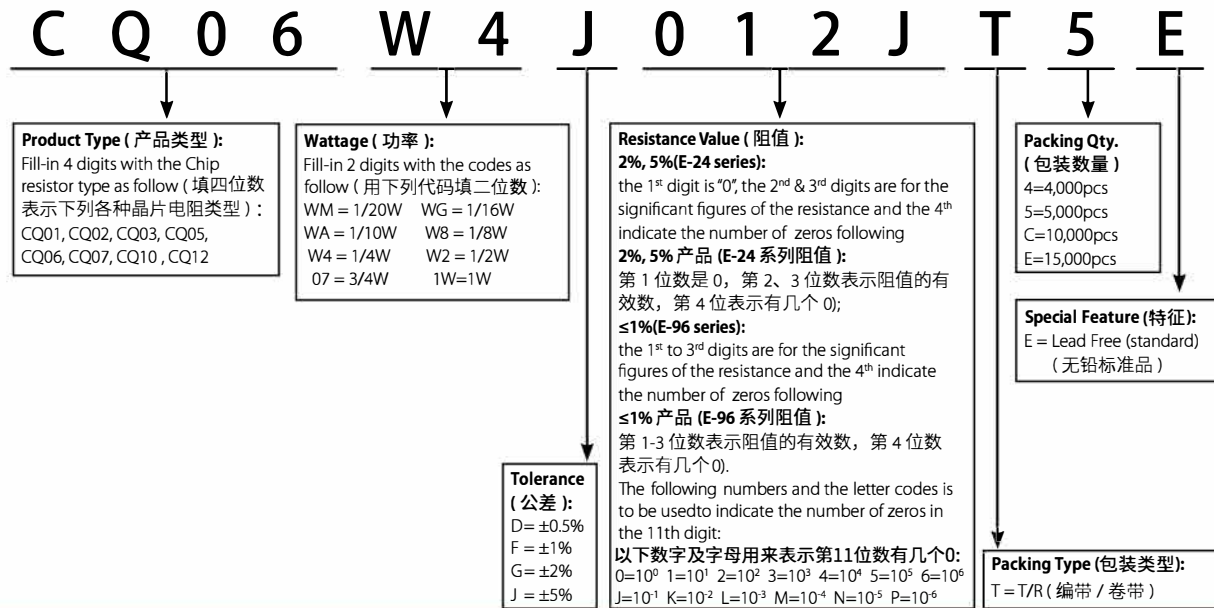 C Q 0 6 W 4 J 0 1 2 J T 5 E
Product Type ( 产品类型 ):
Fill-in 4 digits with the Chip
resistor type as follow ( 填四位数
表示下列各种晶片电阻类型 ) :
CQ01, CQ02, CQ03, CQ05,
CQ06, CQ07, CQ10 , CQ12
Wattage ( 功率 ):
Fill-in 2 digits with the codes as
follow ( 用下列代码填二位数 ):
WM = 1/20W WG = 1/16W
WA = 1/10W W8 = 1/8W
W4 = 1/4W W2 = 1/2W
07 = 3/4W 1W=1W
Tolerance
( 公差 ):
D= ±0.5%
F = ±1%
G= ±2%
J = ±5%
Resistance Value ( 阻值 ):
2%, 5%(E-24 series):
the 1st digit is "0", the 2nd & 3rd digits are for the
significant figures of the resistance and the 4th
indicate the number of zeros following
2%, 5% 产品 (E-24 系列阻值 ):
第 1 位数是 0，第 2、3 位数表示阻值的有
效数，第 4 位表示有几个 0);
≤1%(E-96 series):
the 1st to 3rd digits are for the significant
figures of the resistance and the 4th indicate
the number of zeros following
≤1% 产品 (E-96 系列阻值 ):
第 1-3 位数表示阻值的有效数，第 4 位数
表示有几个 0).
The following numbers and the letter codes is
to be usedto indicate the number of zeros in
the 11th digit:
以下数字及字母用来表示第11位数有几个0:
0=10⁰ 1=10¹ 2=10² 3=10³ 4=10⁴ 5=10⁵ 6=10⁶
J=10⁻¹ K=10⁻² L=10⁻³ M=10⁻⁴ N=10⁻⁵ P=10⁻⁶
Packing Type (包装类型):
T = T/R ( 编带 / 卷带 )
Packing Qty.
( 包装数量 )
4=4,000pcs
5=5,000pcs
C=10,000pcs
E=15,000pcs
Special Feature (特征):
E = Lead Free (standard)
( 无铅标准品 )